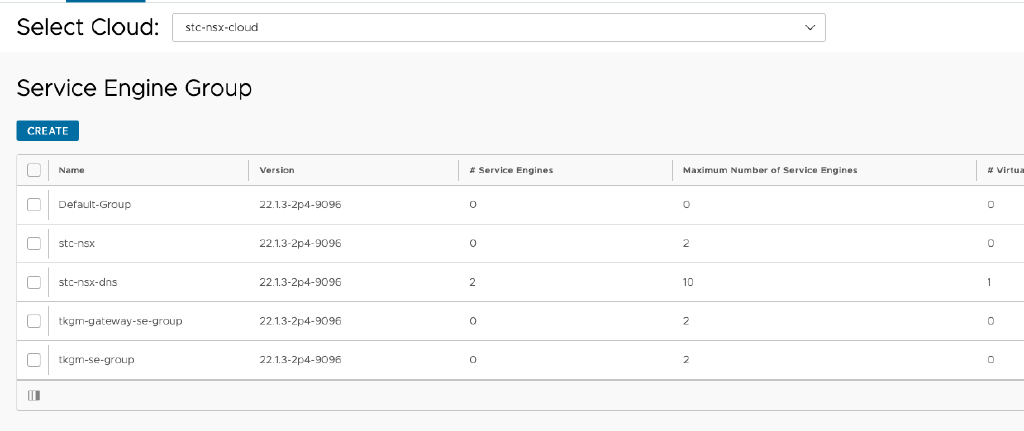 Select Cloud: stc-nsx-cloud
Service Engine Group
CREATE
Name Version # Service Engines Maximum Number of Service Engines # Virtua
Default-Group 22.1.3-2p4-9096 0 0 0
stc-nsx 22.1.3-2p4-9096 0 2 0
stc-nsx-dns 22.1.3-2p4-9096 2 10 1
tkgm-gateway-se-group 22.1.3-2p4-9096 0 2 0
tkgm-se-group 22.1.3-2p4-9096 0 2 0